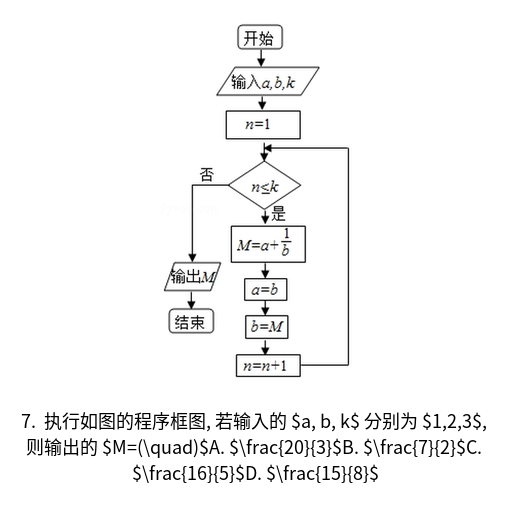 开始
输入a,b,k
n=1
n≤k
否
是
M=a+\frac{1}{b}
输出M
a=b
结束
b=M
n=n+1
7. 执行如图的程序框图, 若输入的 $a, b, k$ 分别为 $1,2,3$,
则输出的 $M=(\quad)$A. $\frac{20}{3}$B. $\frac{7}{2}$C.
$\frac{16}{5}$D. $\frac{15}{8}$